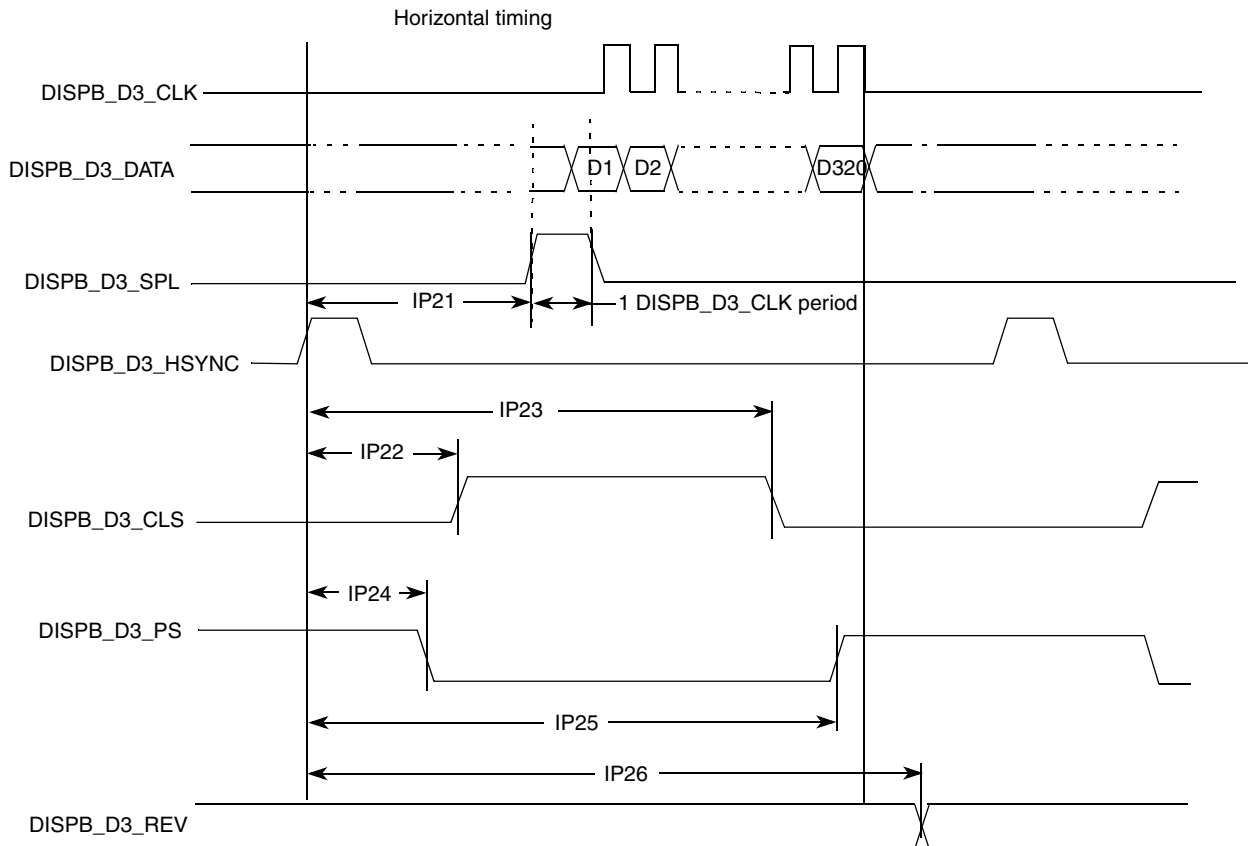 Horizontal timing
DISPB_D3_CLK
DISPB_D3_DATA
D1
D2
D320
DISPB_D3_SPL
IP21
1 DISPB_D3_CLK period
DISPB_D3_HSYNC
IP23
IP22
DISPB_D3_CLS
IP24
DISPB_D3_PS
IP25
IP26
DISPB_D3_REV